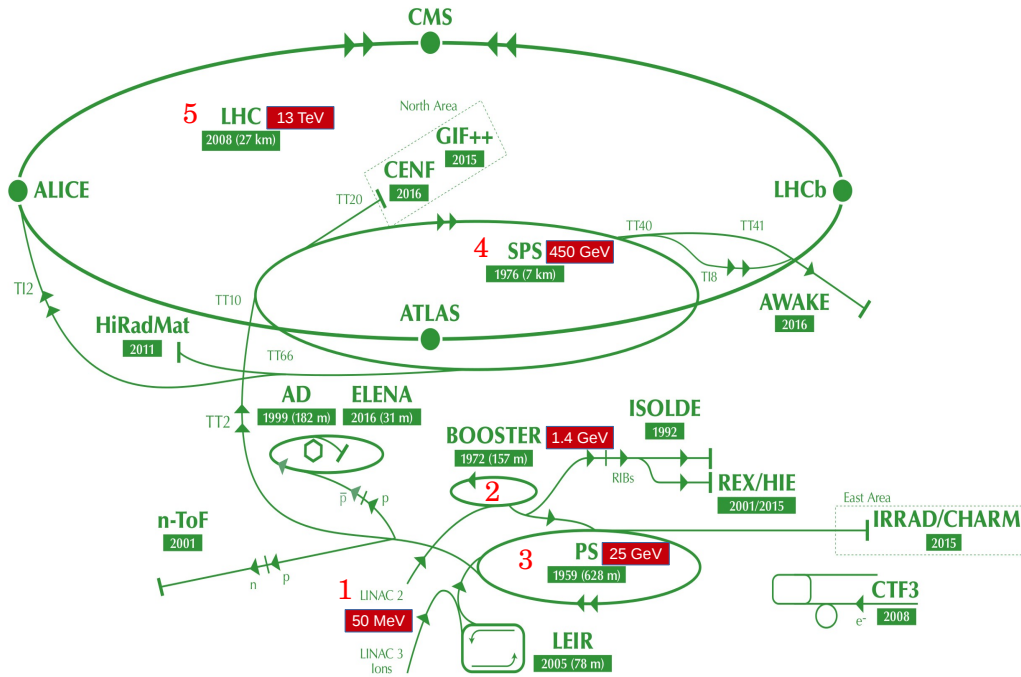 CMS
5
LHC
13 TeV
2008 (27 km)
North Area
GIF++
2015
CENF
2016
ALICE
LHCb
TT20
TT40
TT41
4
SPS
450 GeV
1976 (7 km)
TI8
TI2
TT10
AWAKE
2016
ATLAS
HiRadMat
2011
TT66
AD
1999 (182 m)
ELENA
2016 (31 m)
TT2
ISOLDE
1992
BOOSTER
1.4 GeV
1972 (157 m)
RIBs
REX/HIE
2001/2015
2
p̅
p
East Area
IRRAD/CHARM
2015
n-ToF
2001
n
p
3
PS
25 GeV
1959 (628 m)
1
LINAC 2
50 MeV
CTF3
2008
e-
LEIR
2005 (78 m)
LINAC 3
Ions